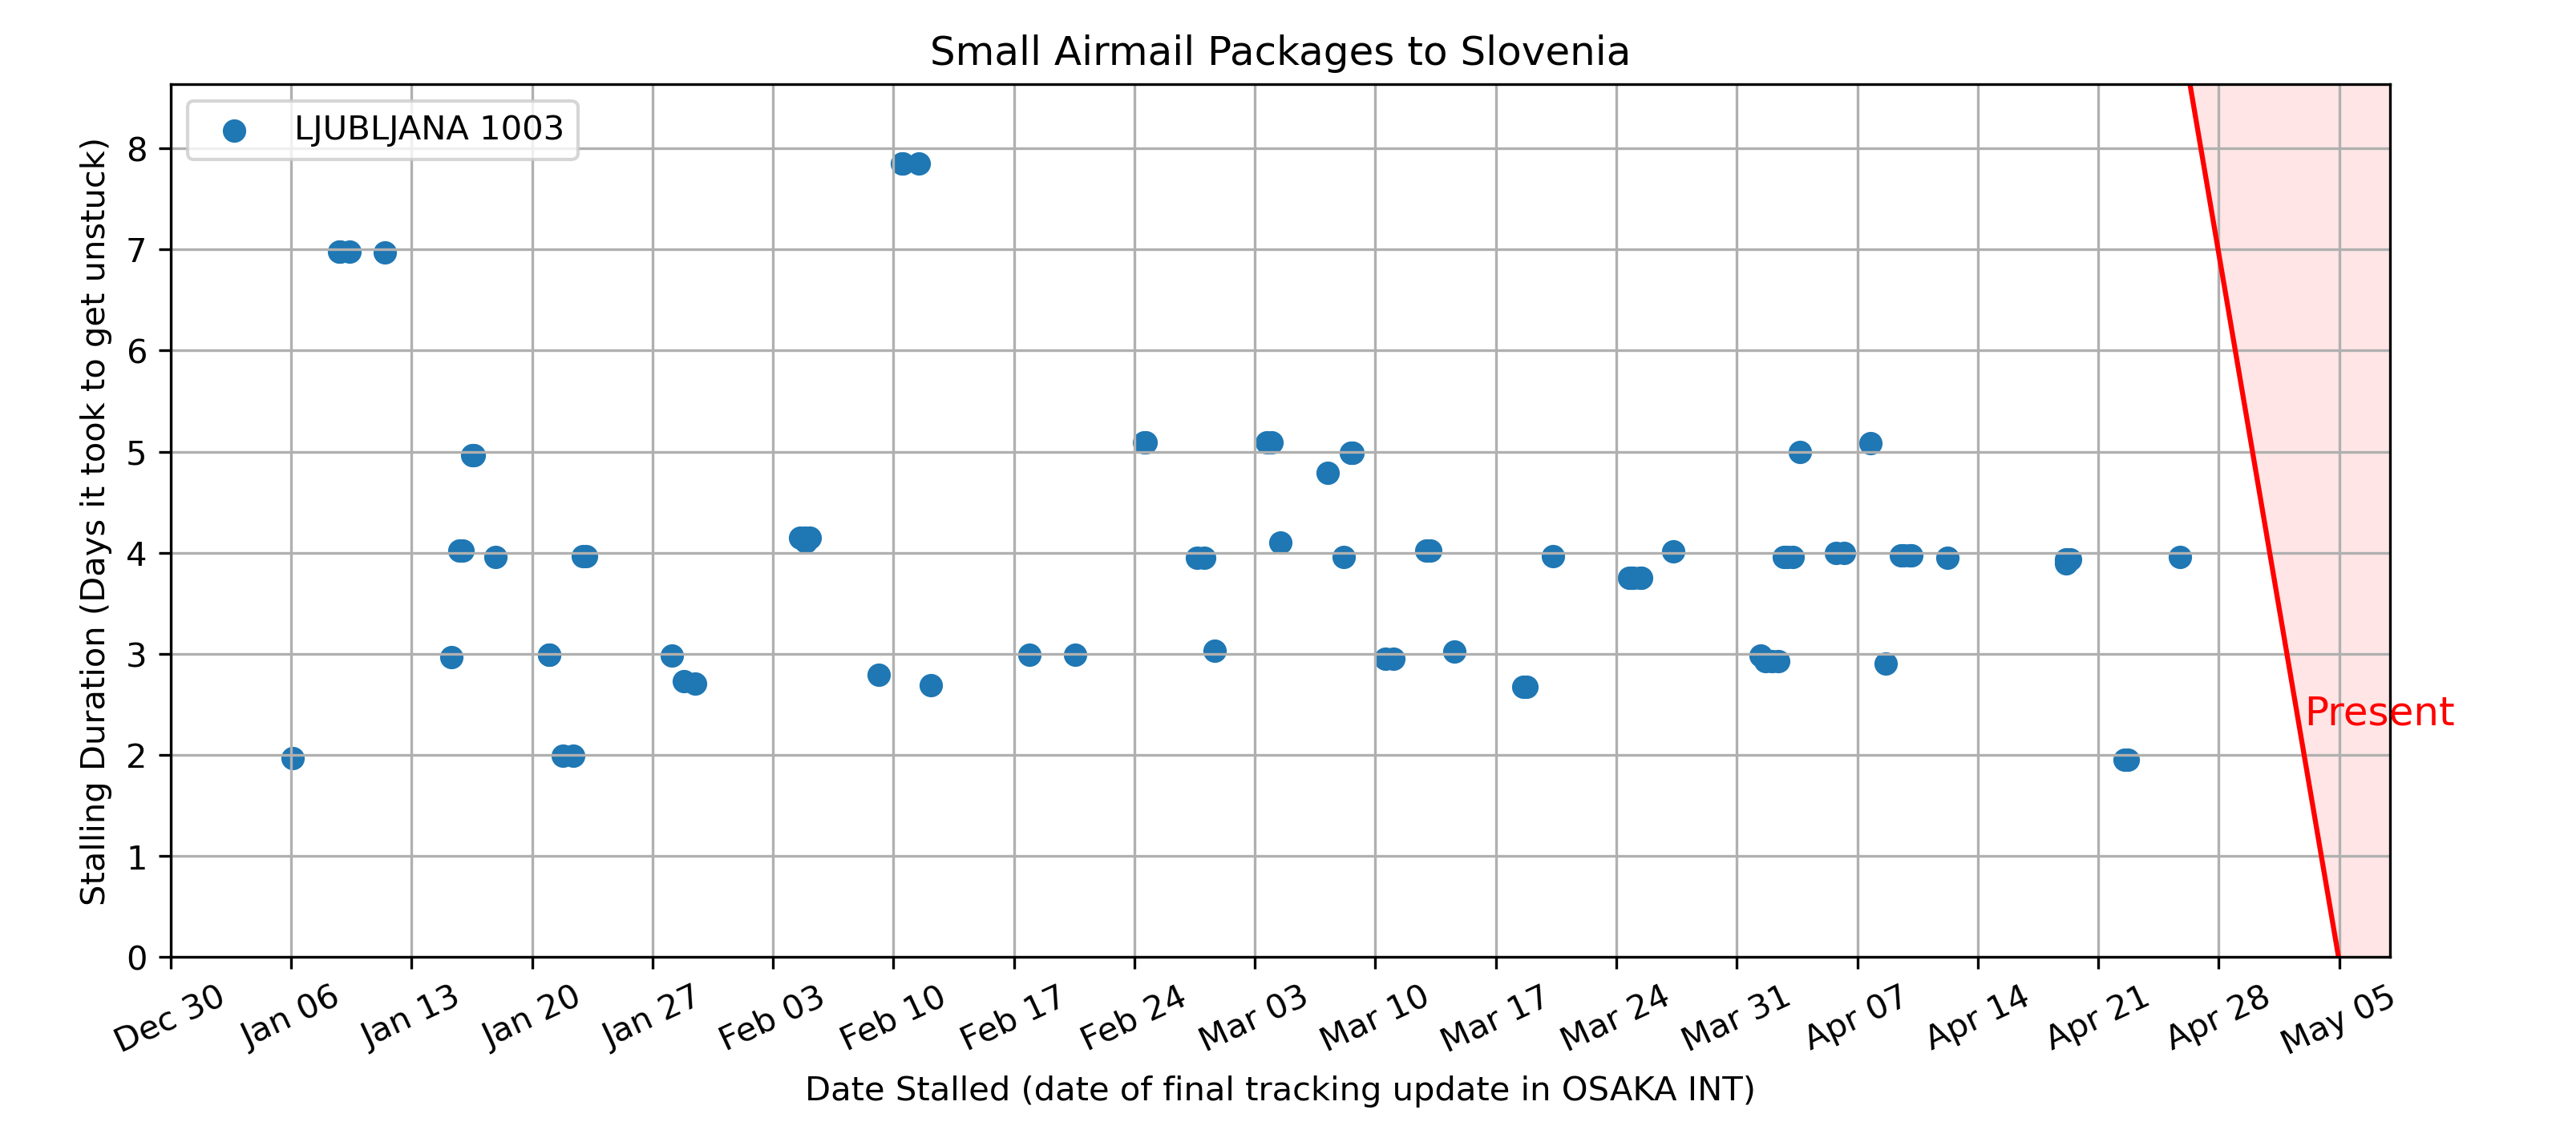 Small Airmail Packages to Slovenia
LJUBLJANA 1003
Stalling Duration (Days it took to get unstuck)
8
7
6
5
4
3
2
1
0
Present
Dec 30 Jan 06 Jan 13 Jan 20 Jan 27 Feb 03 Feb 10 Feb 17 Feb 24 Mar 03 Mar 10 Mar 17 Mar 24 Mar 31 Apr 07 Apr 14 Apr 21 Apr 28 May 05
Date Stalled (date of final tracking update in OSAKA INT)